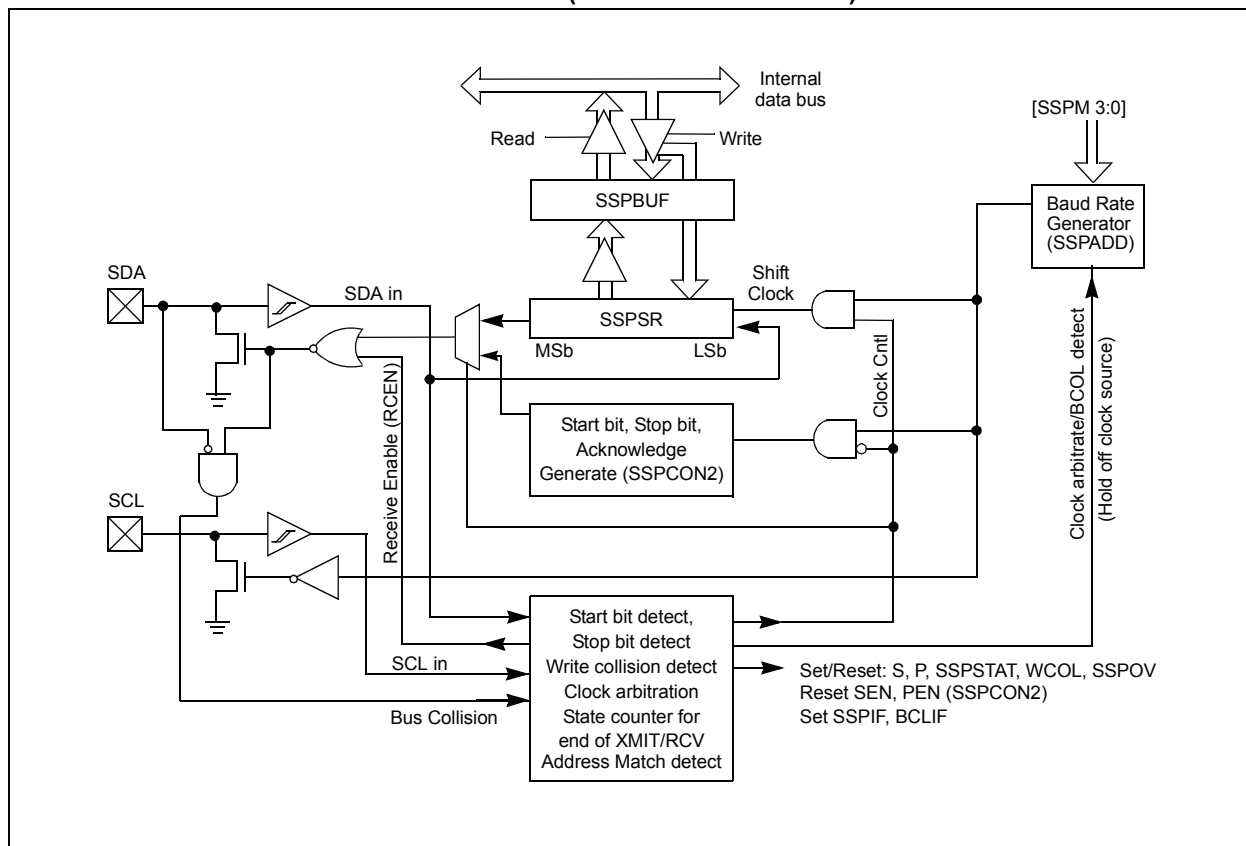 Internal
data bus
[SSPM 3:0]
Read
Write
SSPBUF
Baud Rate
Generator
(SSPADD)
SDA
SDA in
Shift
Clock
SSPSR
MSb
LSb
Receive Enable (RCEN)
Start bit, Stop bit,
Acknowledge
Generate (SSPCON2)
Clock Cntl
Clock arbitrate/BCOL detect
(Hold off clock source)
SCL
SCL in
Bus Collision
Start bit detect,
Stop bit detect
Write collision detect
Clock arbitration
State counter for
end of XMIT/RCV
Address Match detect
Set/Reset: S, P, SSPSTAT, WCOL, SSPOV
Reset SEN, PEN (SSPCON2)
Set SSPIF, BCLIF